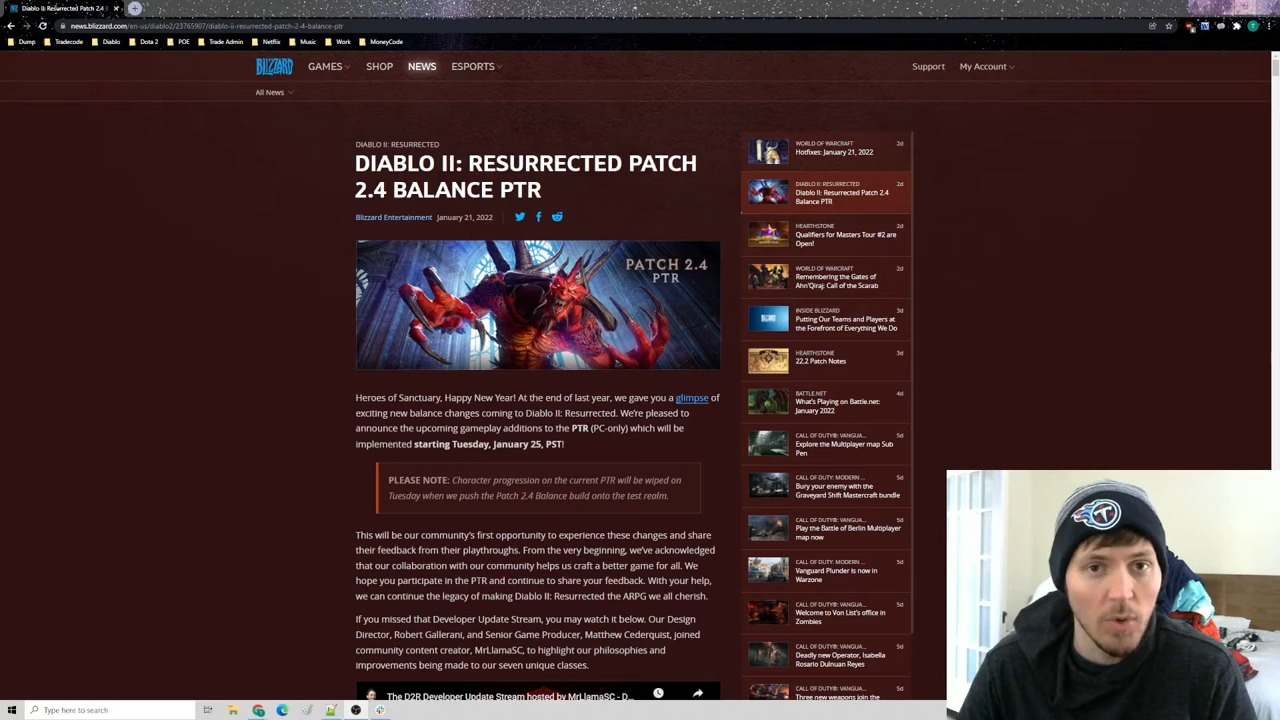 Diablo II: Resurrected Patch 2.4 I
news.blizzard.com/en-us/diablo2/23765907/diablo-ii-resurrected-patch-2-4-balance-ptr
Dump
Tradecode
Diablo
Dota 2
POE
Trade Admin
Netflix
Music
Work
MoneyCode
BLIZZARD
GAMES
SHOP
NEWS
ESPORTS
Support
My Account
All News
DIABLO II: RESURRECTED
DIABLO II: RESURRECTED PATCH
2.4 BALANCE PTR
Blizzard Entertainment January 21, 2022
PATCH 2.4
PTR
Heroes of Sanctuary, Happy New Year! At the end of last year, we gave you a glimpse of
exciting new balance changes coming to Diablo II: Resurrected. We're pleased to
announce the upcoming gameplay additions to the PTR (PC-only) which will be
implemented starting Tuesday, January 25, PST!
PLEASE NOTE: Character progression on the current PTR will be wiped on
Tuesday when we push the Patch 2.4 Balance build onto the test realm.
This will be our community's first opportunity to experience these changes and share
their feedback from their playthroughs. From the very beginning, we've acknowledged
that our collaboration with our community helps us craft a better game for all. We
hope you participate in the PTR and continue to share your feedback. With your help,
we can continue the legacy of making Diablo II: Resurrected the ARPG we all cherish.
If you missed that Developer Update Stream, you may watch it below. Our Design
Director, Robert Gallerani, and Senior Game Producer, Matthew Cederquist, joined
community content creator, MrLlamaSC, to highlight our philosophies and
improvements being made to our seven unique classes.
The D2R Developer Update Stream hosted by MrLlamaSC - D...
WORLD OF WARCRAFT 2d
Hotfixes: January 21, 2022
DIABLO II: RESURRECTED 2d
Diablo II: Resurrected Patch 2.4
Balance PTR
HEARTHSTONE 2d
Qualifiers for Masters Tour #2 are
Open!
WORLD OF WARCRAFT 2d
Remembering the Gates of
Ahn'Qiraj: Call of the Scarab
INSIDE BLIZZARD 3d
Putting Our Teams and Players at
the Forefront of Everything We Do
HEARTHSTONE 3d
22.2 Patch Notes
BATTLE.NET 4d
What's Playing on Battle.net:
January 2022
CALL OF DUTY®: VANGUA... 5d
Explore the Multiplayer map Sub
Pen
CALL OF DUTY®: MODERN ... 5d
Bury your enemy with the
Graveyard Shift Mastercraft bundle
CALL OF DUTY®: VANGUA... 5d
Play the Battle of Berlin Multiplayer
map now
CALL OF DUTY®: MODERN ... 5d
Vanguard Plunder is now in
Warzone
CALL OF DUTY®: VANGUA... 5d
Welcome to Von List's office in
Zombies
CALL OF DUTY®: VANGUA... 5d
Deadly new Operator, Isabella
Rosario Dulnuan Reyes
CALL OF DUTY®: VANGUA... 5d
Three new weapons join the
Type here to search